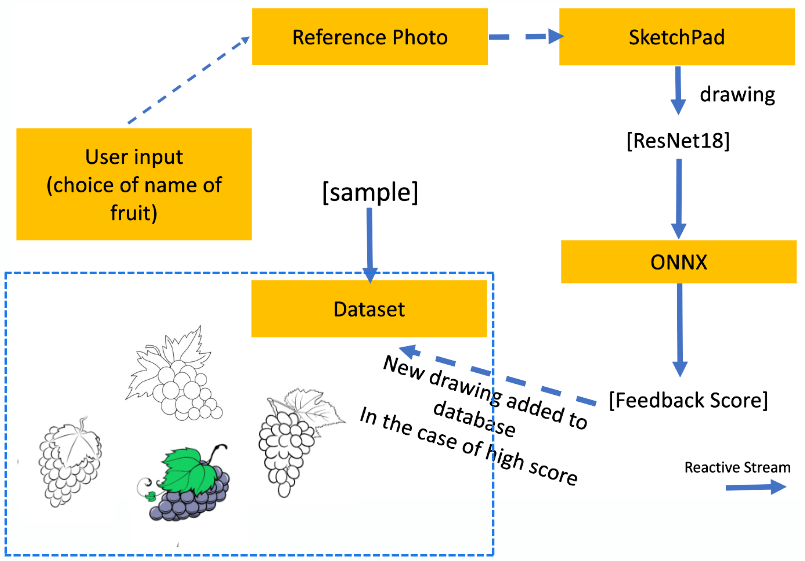 Reference Photo
SketchPad
drawing
User input
(choice of name of
fruit)
[ResNet18]
[sample]
ONNX
Dataset
New drawing added to
database
In the case of high score
[Feedback Score]
Reactive Stream